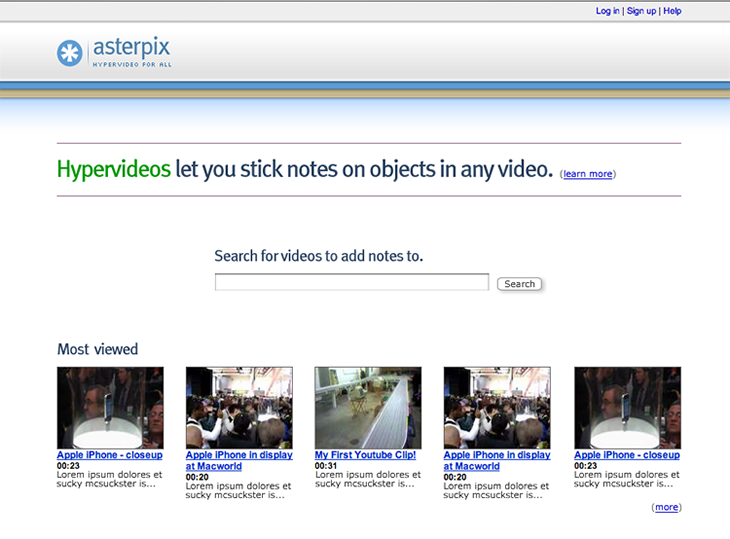 Log in | Sign up | Help
asterpix
HYPERVIDEO FOR ALL
Hypervideos let you stick notes on objects in any video. (learn more)
Search for videos to add notes to.
Search
Most viewed
Apple iPhone - closeup
00:23
Lorem ipsum dolores et
sucky mcsuckster is...
Apple iPhone in display
at Macworld
00:20
Lorem ipsum dolores et
sucky mcsuckster is...
My First Youtube Clip!
00:31
Lorem ipsum dolores et
sucky mcsuckster is...
Apple iPhone in display
at Macworld
00:20
Lorem ipsum dolores et
sucky mcsuckster is...
Apple iPhone - closeup
00:23
Lorem ipsum dolores et
sucky mcsuckster is...
(more)